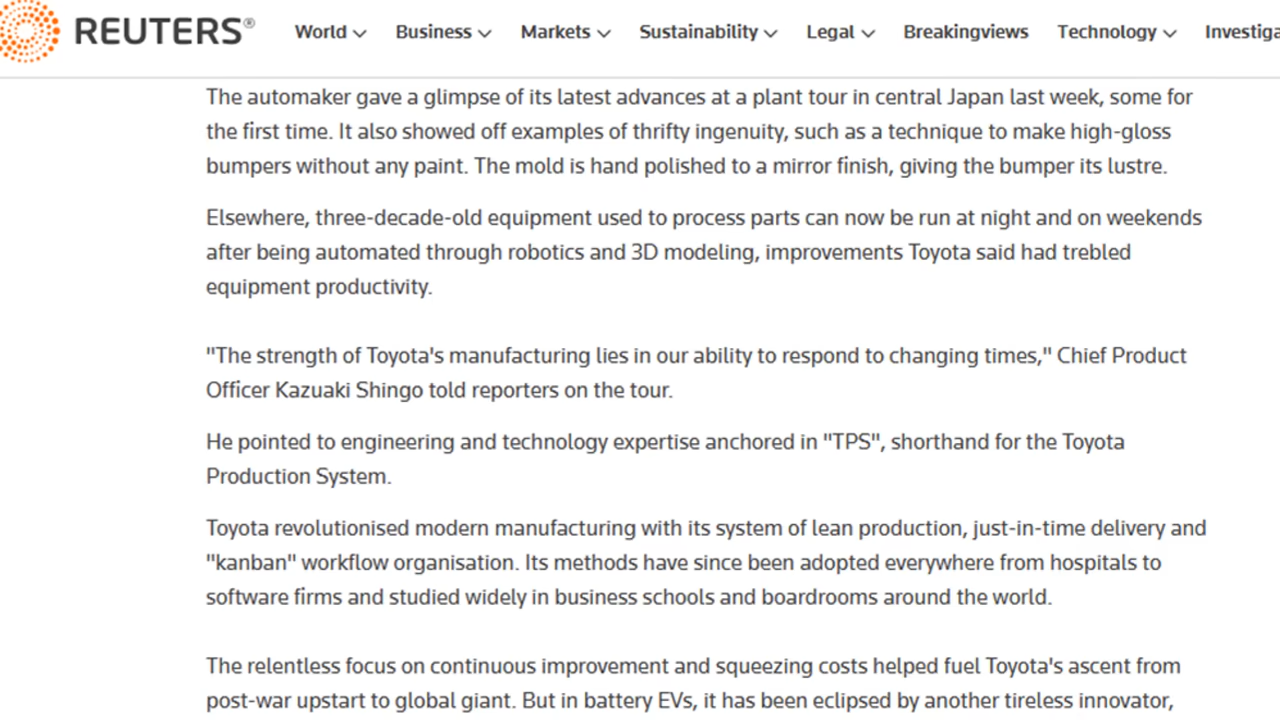 REUTERS®
World
Business
Markets
Sustainability
Legal
Breakingviews
Technology
The automaker gave a glimpse of its latest advances at a plant tour in central Japan last week, some for
the first time. It also showed off examples of thrifty ingenuity, such as a technique to make high-gloss
bumpers without any paint. The mold is hand polished to a mirror finish, giving the bumper its lustre.
Elsewhere, three-decade-old equipment used to process parts can now be run at night and on weekends
after being automated through robotics and 3D modeling, improvements Toyota said had trebled
equipment productivity.
"The strength of Toyota's manufacturing lies in our ability to respond to changing times," Chief Product
Officer Kazuaki Shingo told reporters on the tour.
He pointed to engineering and technology expertise anchored in "TPS", shorthand for the Toyota
Production System.
Toyota revolutionised modern manufacturing with its system of lean production, just-in-time delivery and
"kanban" workflow organisation. Its methods have since been adopted everywhere from hospitals to
software firms and studied widely in business schools and boardrooms around the world.
The relentless focus on continuous improvement and squeezing costs helped fuel Toyota's ascent from
post-war upstart to global giant. But in battery EVs, it has been eclipsed by another tireless innovator,